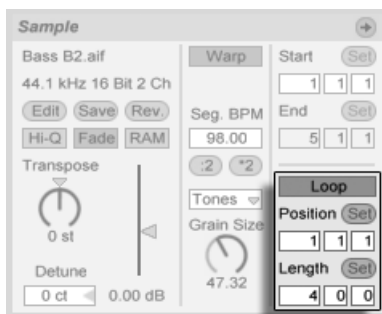 Sample
Bass B2.aif
44.1 kHz 16 Bit 2 Ch
Edit Save Rev.
Hi-Q Fade RAM
Transpose
0 st
Detune
0 ct 0.00 dB
Warp
Seg. BPM
98.00
:2 *2
Tones
Grain Size
47.32
Start Set
1 1 1
End Set
5 1 1
Loop
Position Set
1 1 1
Length Set
4 0 0